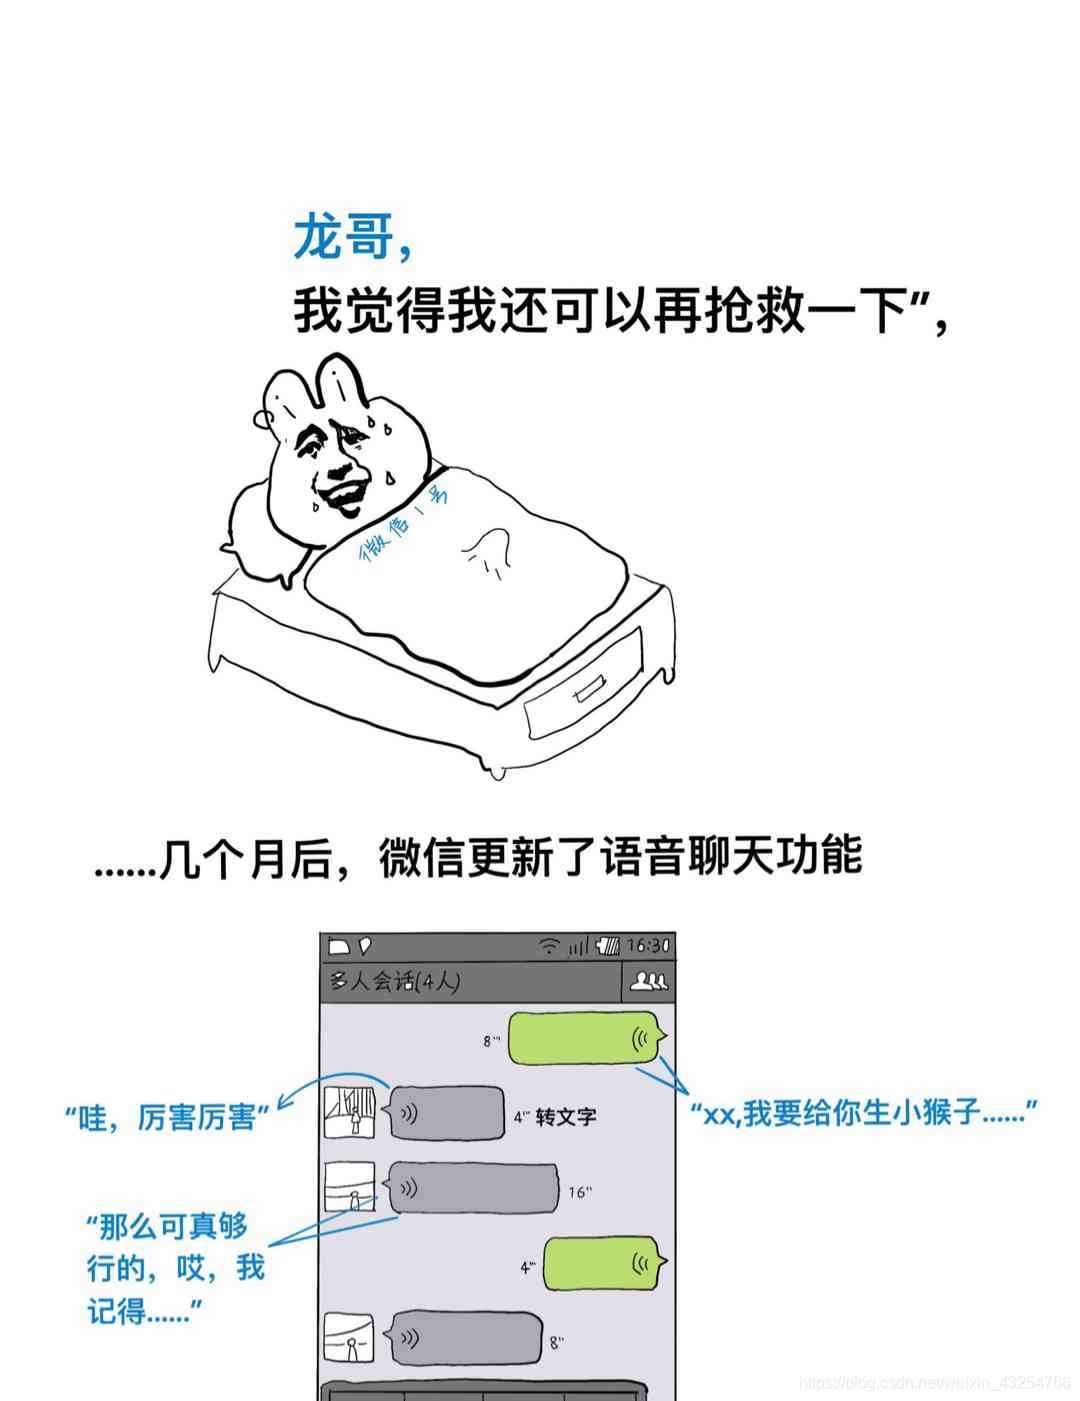 龙哥，
我觉得我还可以再抢救一下”，
微信1号
......几个月后，微信更新了语音聊天功能
16:30
多人会话(4人)
8'''
“哇，厉害厉害”
4''' 转文字
“xx,我要给你生小猴子......”
16''
“那么可真够
行的，哎，我
记得......”
4'''
8''
https://blog.csdn.net/weixin_43254766